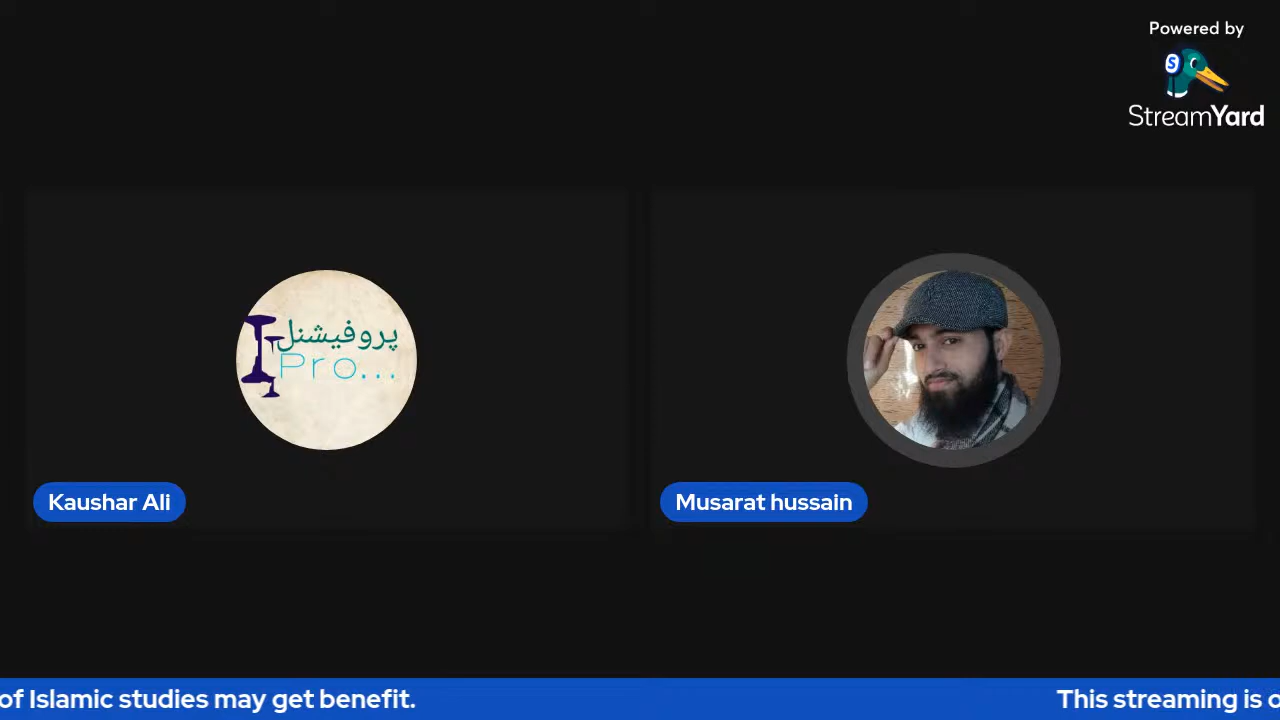 Powered by
S
StreamYard
پروفیشنل
Pro...
Kaushar Ali
Musarat hussain
of Islamic studies may get benefit.
This streaming is